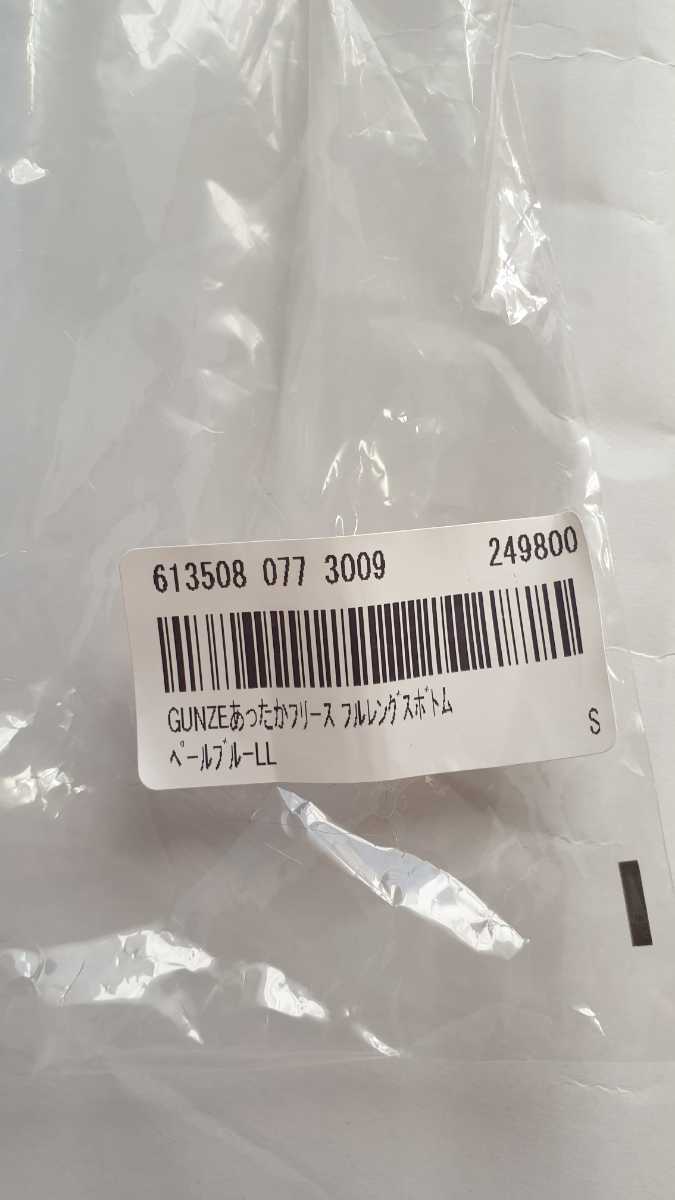 613508 077 3009 249800
GUNZEあったかフリース フルレングスボトム
ペールブルーLL S